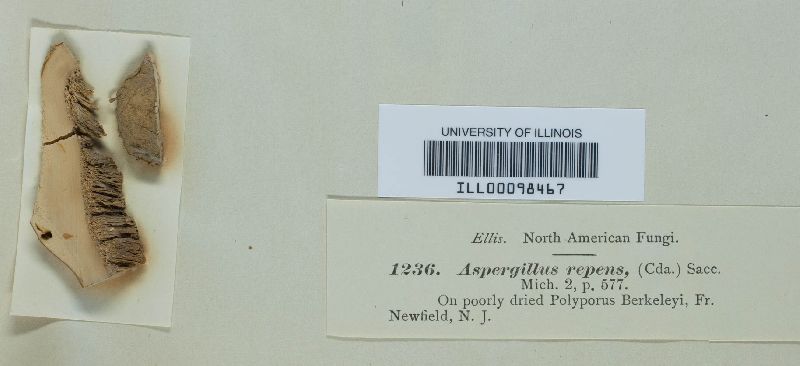 UNIVERSITY OF ILLINOIS
ILL00098467
Ellis. North American Fungi.
1236. Aspergillus repens, (Cda.) Sacc.
Mich. 2, p. 577.
On poorly dried Polyporus Berkeleyi, Fr.
Newfield, N. J.